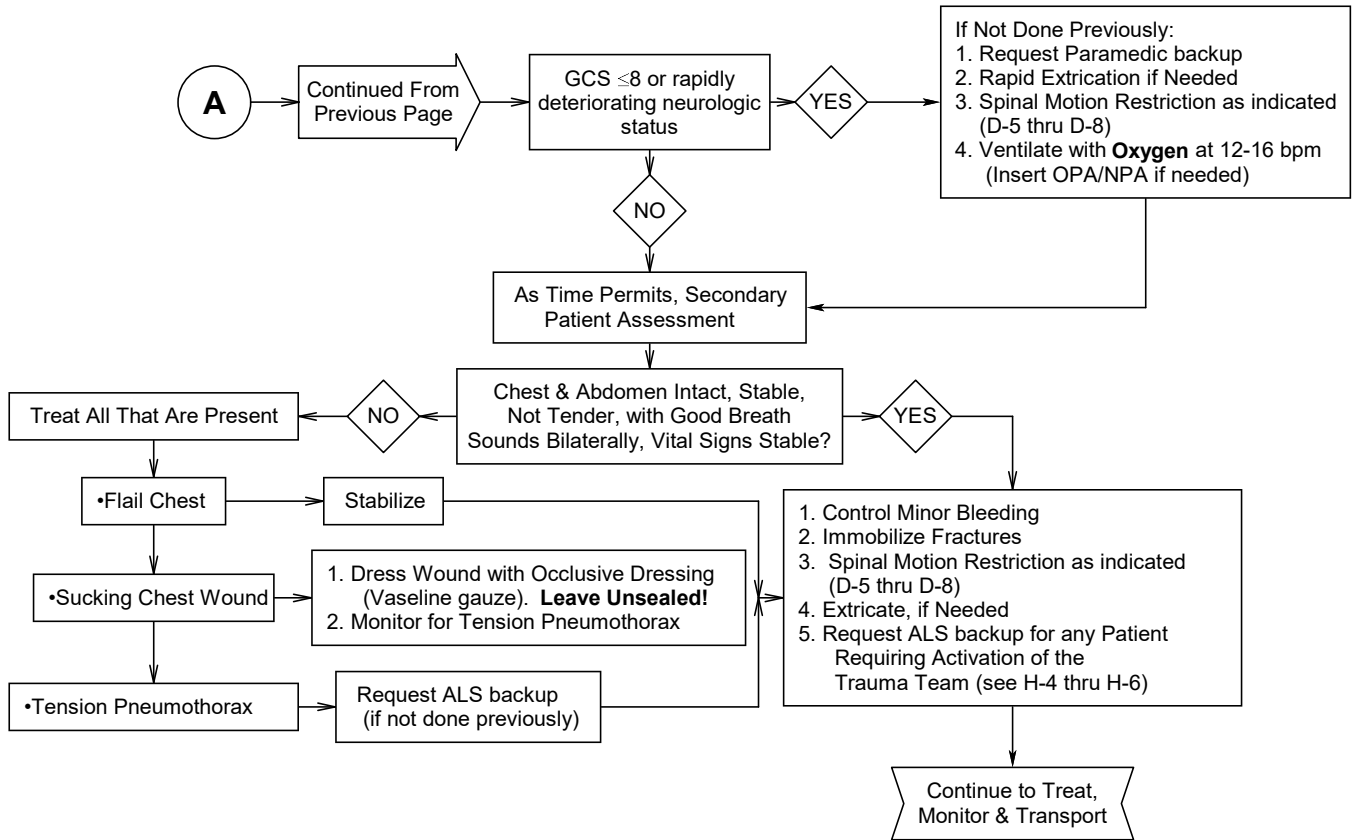 A
Continued From
Previous Page
GCS ≤8 or rapidly
deteriorating neurologic
status
YES
If Not Done Previously:
1. Request Paramedic backup
2. Rapid Extrication if Needed
3. Spinal Motion Restriction as indicated
(D-5 thru D-8)
4. Ventilate with Oxygen at 12-16 bpm
(Insert OPA/NPA if needed)
NO
As Time Permits, Secondary
Patient Assessment
Chest & Abdomen Intact, Stable,
Not Tender, with Good Breath
Sounds Bilaterally, Vital Signs Stable?
NO
YES
Treat All That Are Present
•Flail Chest
Stabilize
•Sucking Chest Wound
1. Dress Wound with Occlusive Dressing
(Vaseline gauze). Leave Unsealed!
2. Monitor for Tension Pneumothorax
•Tension Pneumothorax
Request ALS backup
(if not done previously)
1. Control Minor Bleeding
2. Immobilize Fractures
3. Spinal Motion Restriction as indicated
(D-5 thru D-8)
4. Extricate, if Needed
5. Request ALS backup for any Patient
Requiring Activation of the
Trauma Team (see H-4 thru H-6)
Continue to Treat,
Monitor & Transport